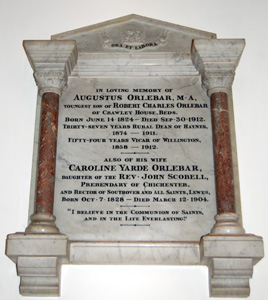 ORA ET LABORA
IN LOVING MEMORY OF
AUGUSTUS ORLEBAR, M·A,
YOUNGEST SON OF ROBERT CHARLES ORLEBAR
OF CRAWLEY HOUSE, BEDS.
BORN JUNE·14·1824–DIED SEP·30·1912.
THIRTY-SEVEN YEARS RURAL DEAN OF HAYNES,
1874 – 1911.
FIFTY-FOUR YEARS VICAR OF WILLINGTON,
1858 – 1912.
ALSO OF HIS WIFE
CAROLINE YARDE ORLEBAR,
DAUGHTER OF THE REV· JOHN SCOBELL,
PREBENDARY OF CHICHESTER,
AND RECTOR OF SOUTHOVER AND ALL SAINTS, LEWES,
BORN OCT·7·1828–DIED MARCH·12·1904.
"I BELIEVE IN THE COMMUNION OF SAINTS,
AND IN THE LIFE EVERLASTING."